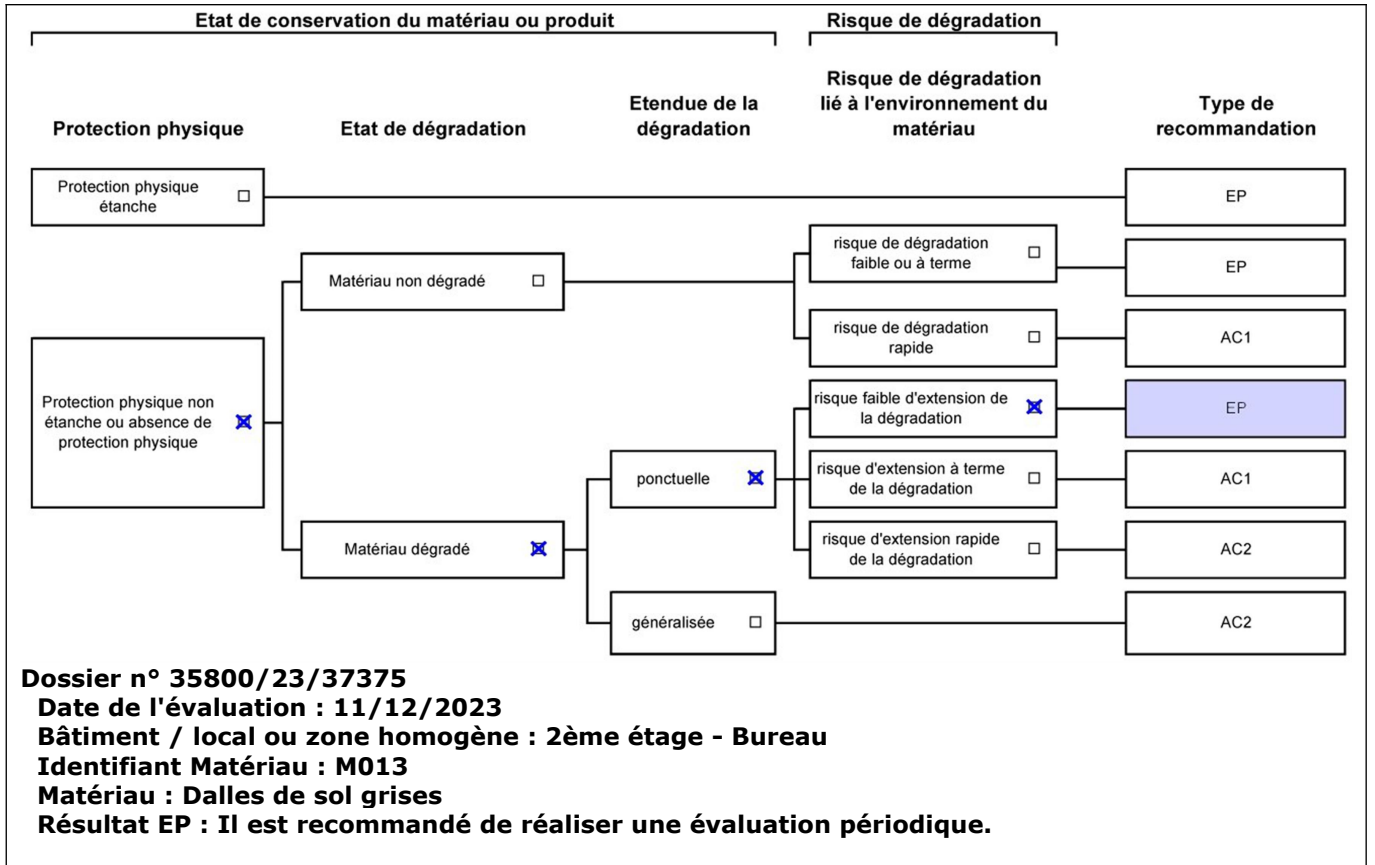 Etat de conservation du matériau ou produit
Risque de dégradation
Protection physique
Etat de dégradation
Etendue de la
dégradation
Risque de dégradation
lié à l'environnement du
matériau
Type de
recommandation
Protection physique
étanche
EP
risque de dégradation
faible ou à terme
EP
Matériau non dégradé
risque de dégradation
rapide
AC1
Protection physique non
étanche ou absence de
protection physique
risque faible d'extension de
la dégradation
EP
ponctuelle
risque d'extension à terme
de la dégradation
AC1
Matériau dégradé
risque d'extension rapide
de la dégradation
AC2
généralisée
AC2
Dossier n° 35800/23/37375
Date de l'évaluation : 11/12/2023
Bâtiment / local ou zone homogène : 2ème étage - Bureau
Identifiant Matériau : M013
Matériau : Dalles de sol grises
Résultat EP : Il est recommandé de réaliser une évaluation périodique.